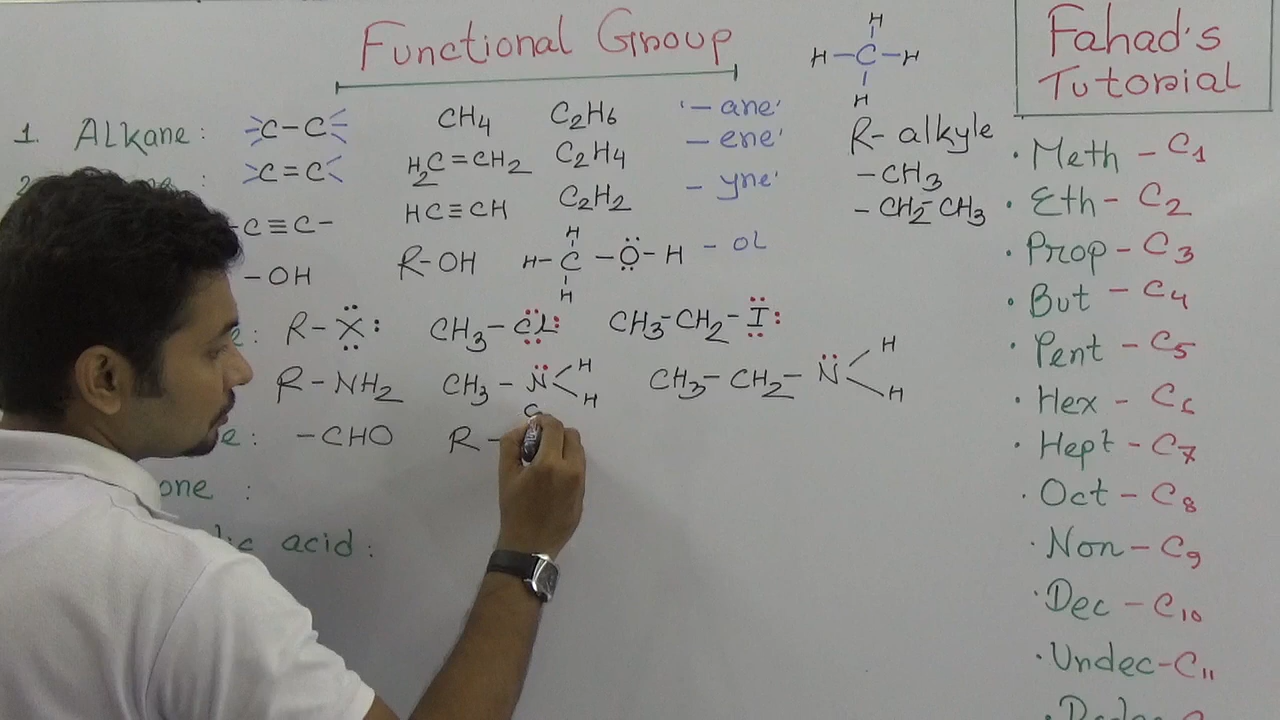 Functional Group
1. ALkane: >C-C< CH4 C2H6 '-ane'
>C=C< H2C=CH2 C2H4 -ene'
-C≡C- HC≡CH C2H2 -yne'
-OH R-OH H-C-Ö-H -OL
H
H
e: R-X: CH3-Cl: CH3-CH2-I:
R-NH2 CH3-N<H H CH3-CH2-N<H H
e: -CHO R-
one :
lic acid:
H
H-C-H
H
R- alkyle
-CH3
-CH2-CH3
Fahad's
Tutorial
· Meth - C1
· Eth - C2
· Prop - C3
· But - C4
· Pent - C5
· Hex - C6
· Hept - C7
· Oct - C8
· Non - C9
· Dec - C10
· Undec - C11